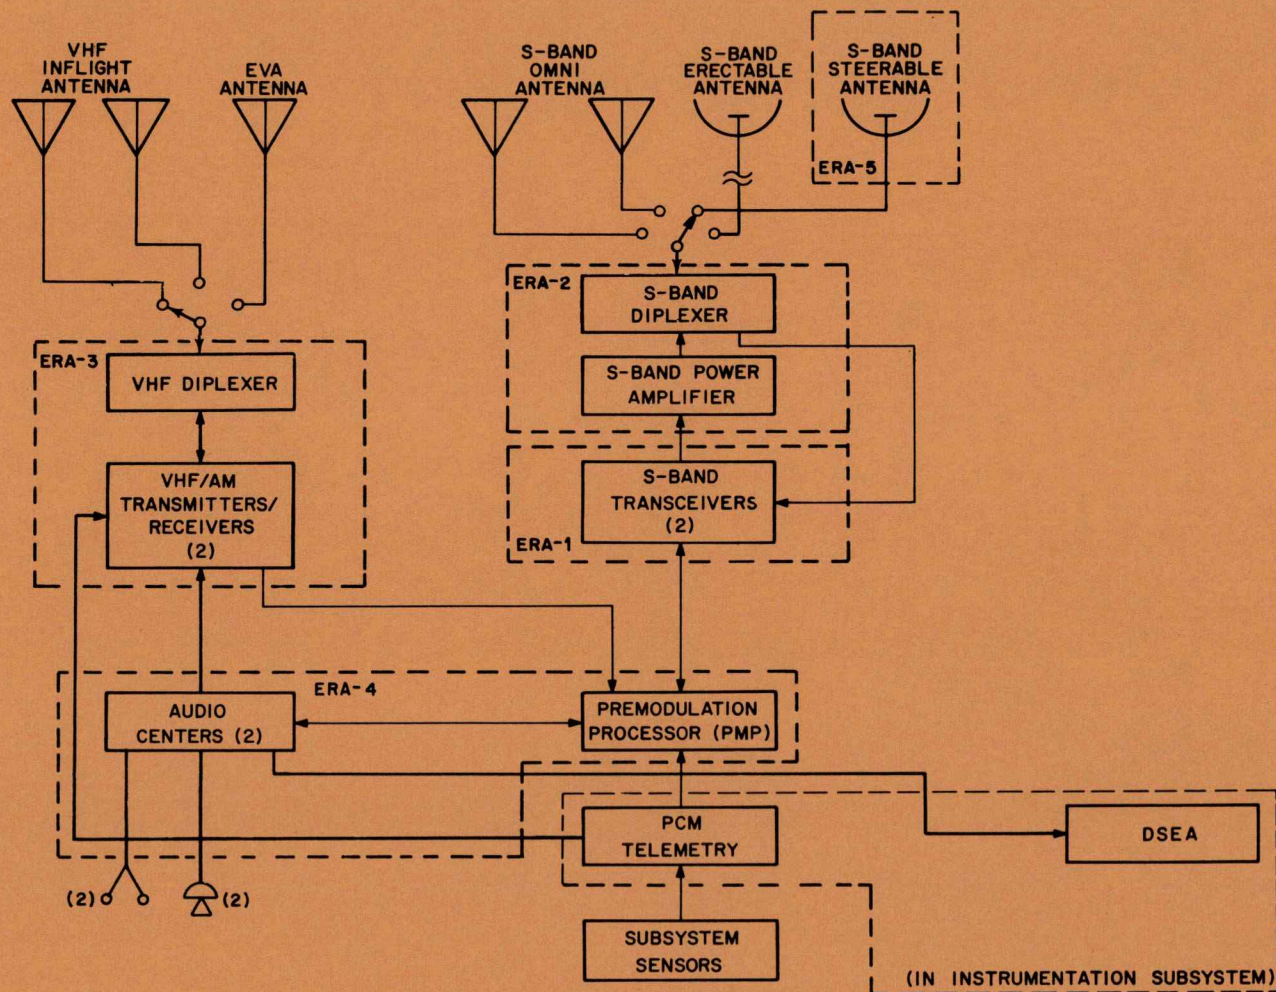 VHF
INFLIGHT
ANTENNA
EVA
ANTENNA
S-BAND
OMNI
ANTENNA
S-BAND
ERECTABLE
ANTENNA
S-BAND
STEERABLE
ANTENNA
ERA-5
ERA-2
S-BAND
DIPLEXER
ERA-3
VHF DIPLEXER
S-BAND POWER
AMPLIFIER
VHF/AM
TRANSMITTERS/
RECEIVERS
(2)
S-BAND
TRANSCEIVERS
(2)
ERA-1
ERA-4
AUDIO
CENTERS (2)
PREMODULATION
PROCESSOR (PMP)
PCM
TELEMETRY
DSEA
(2)
(2)
SUBSYSTEM
SENSORS
(IN INSTRUMENTATION SUBSYSTEM)